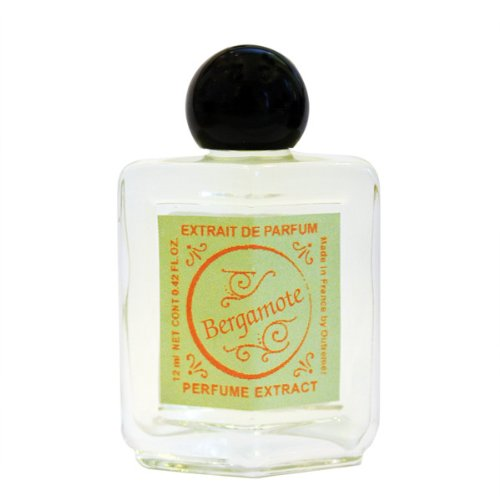 EXTRAIT DE PARFUM
12 ml NET CONT 0.42 FL.OZ.
Bergamote
Made in France by Outremer
PERFUME EXTRACT